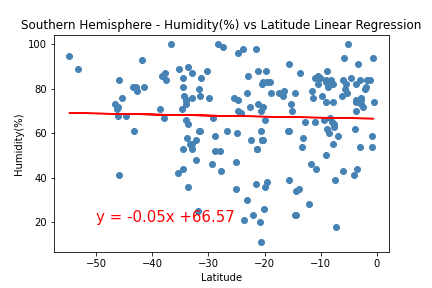 Southern Hemisphere - Humidity(%) vs Latitude Linear Regression
100
80
60
40
20
Humidity(%)
y = -0.05x +66.57
−50
−40
−30
−20
−10
0
Latitude